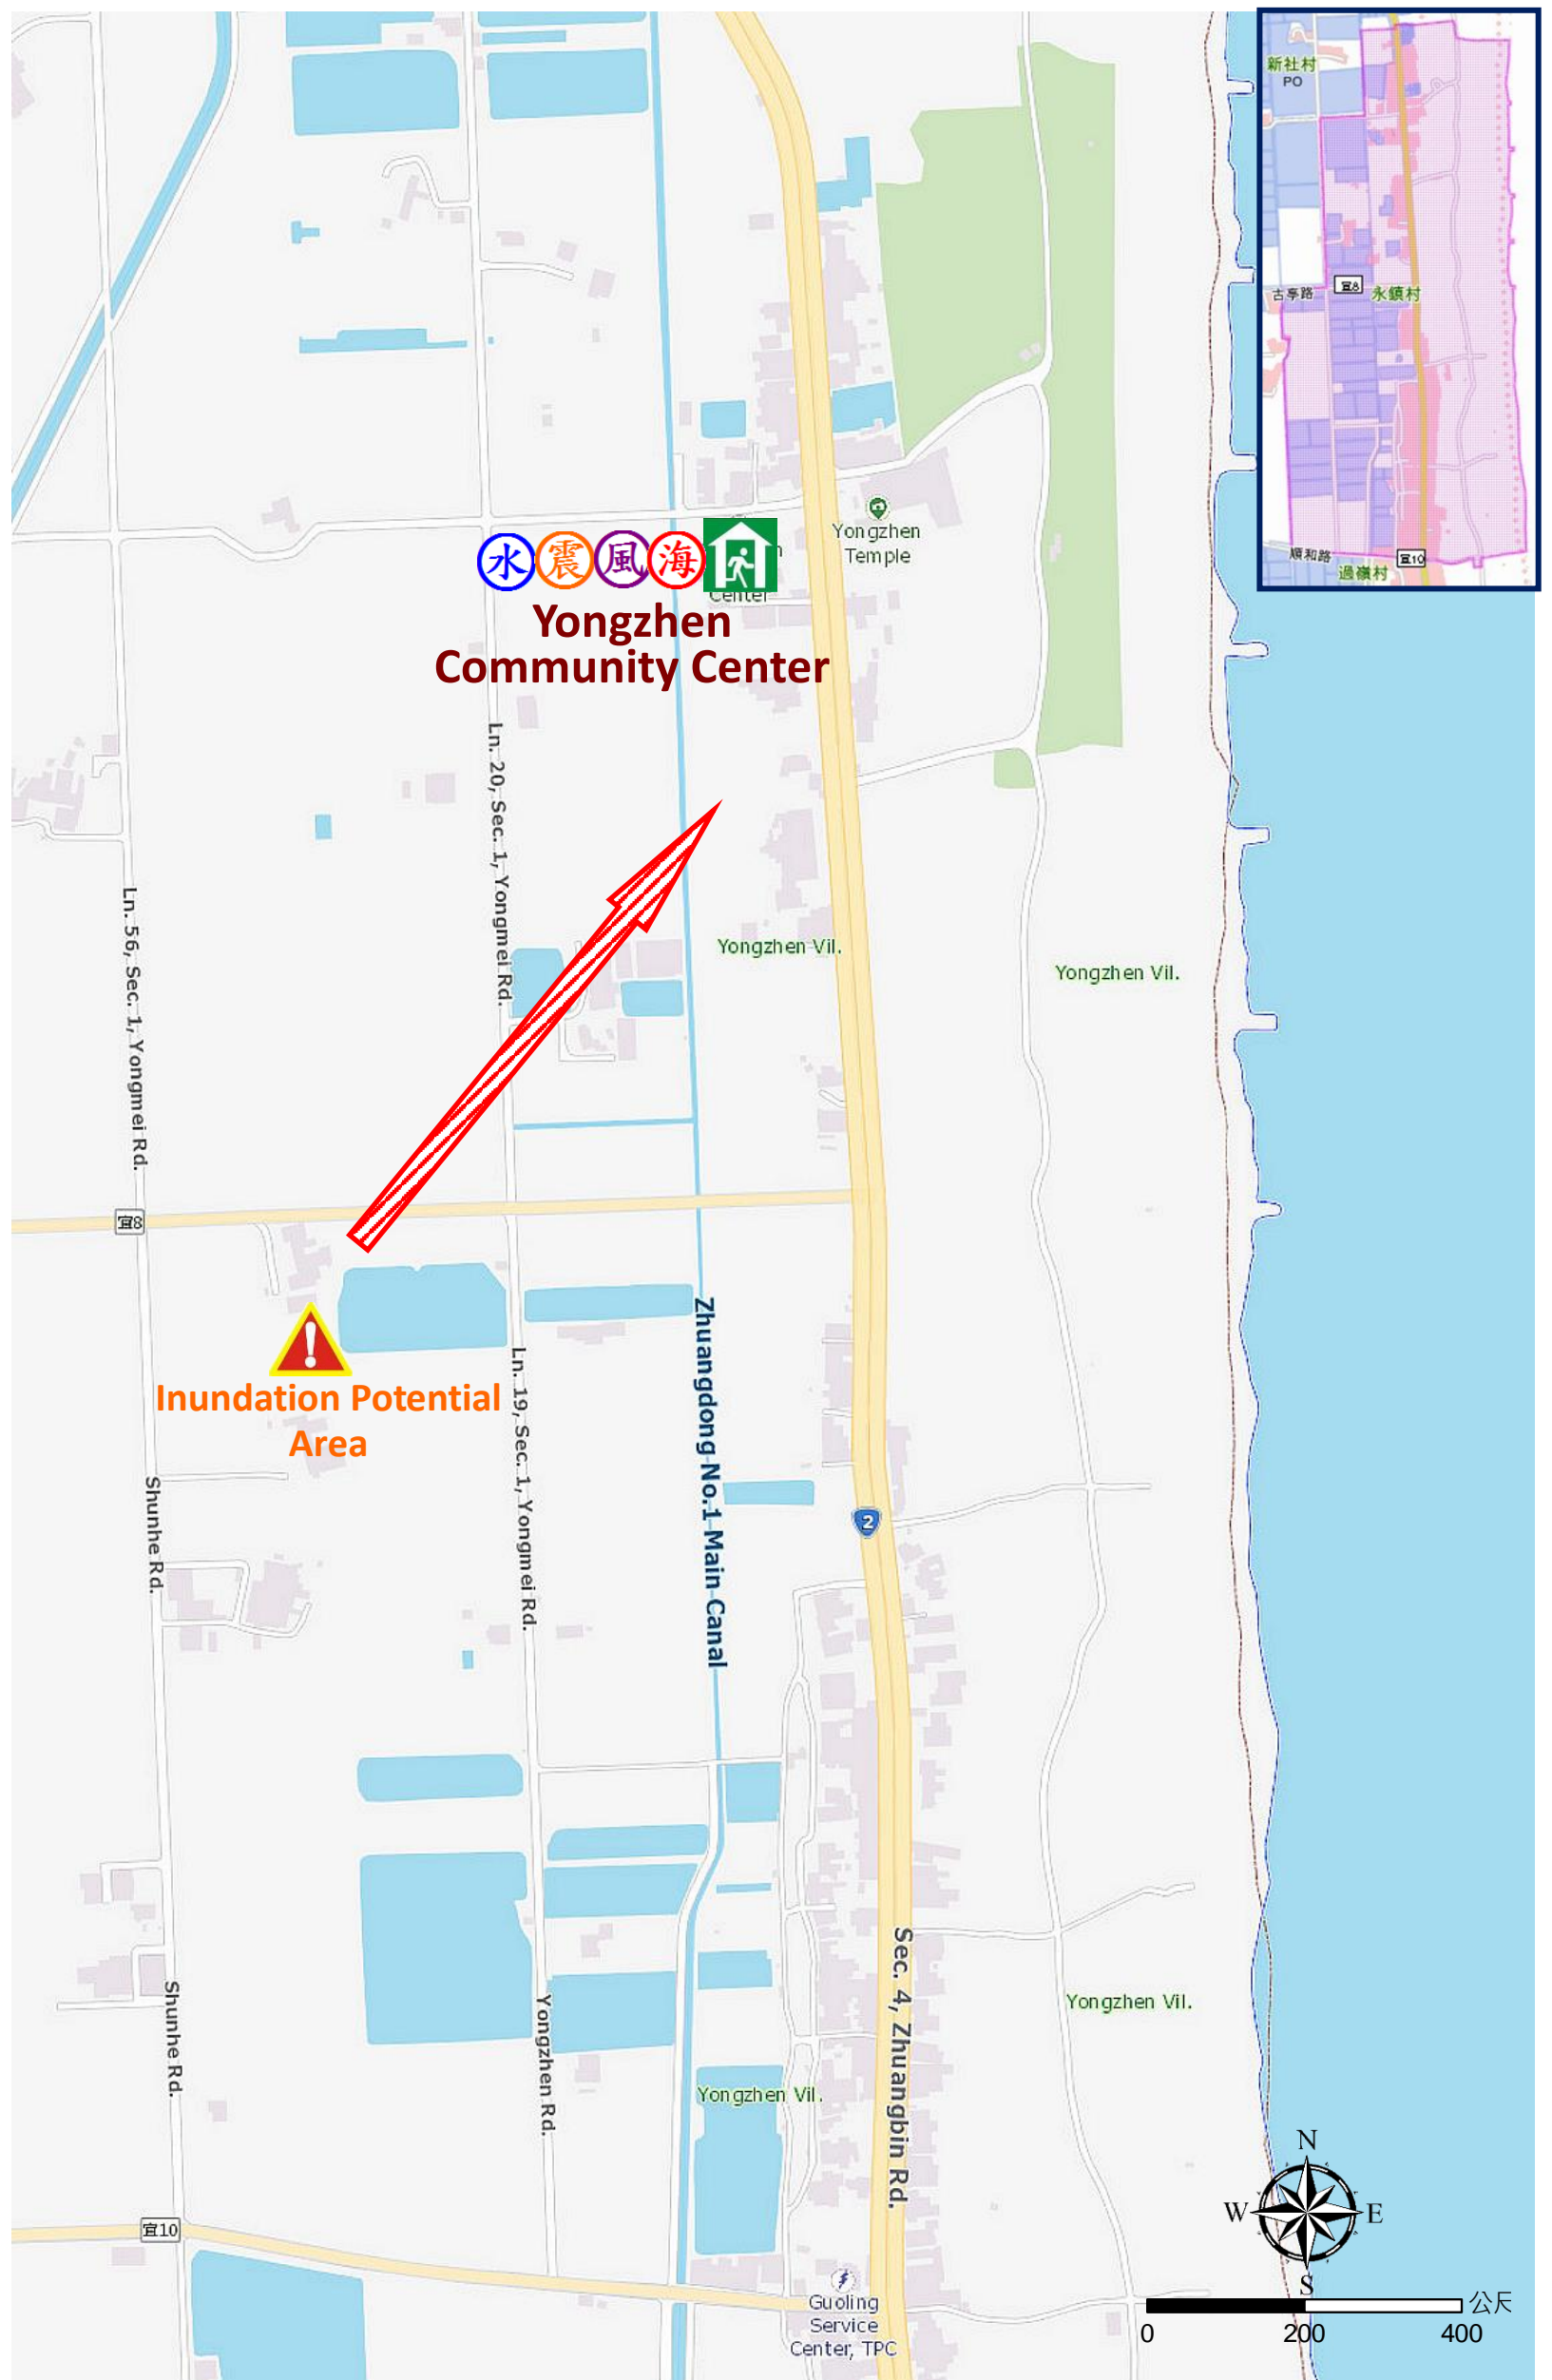 新社村
PO
古亭路
宜8
永鎮村
順和路
宜10
過嶺村
Yongzhen
Temple
水
震
風
海
Center
Yongzhen
Community Center
Ln. 20, Sec. 1, Yongmei Rd.
Ln. 56, Sec. 1, Yongmei Rd.
Yongzhen Vil.
Yongzhen Vil.
宜8
Inundation Potential
Area
Zhuangdong No.1 Main Canal
Ln. 19, Sec. 1, Yongmei Rd.
Shunhe Rd.
2
Sec. 4, Zhuangbin Rd.
Shunhe Rd.
Yongzhen Rd.
Yongzhen Vil.
Yongzhen Vil.
宜10
Guoling
Service
Center, TPC
N
W
E
S
公尺
0
200
400